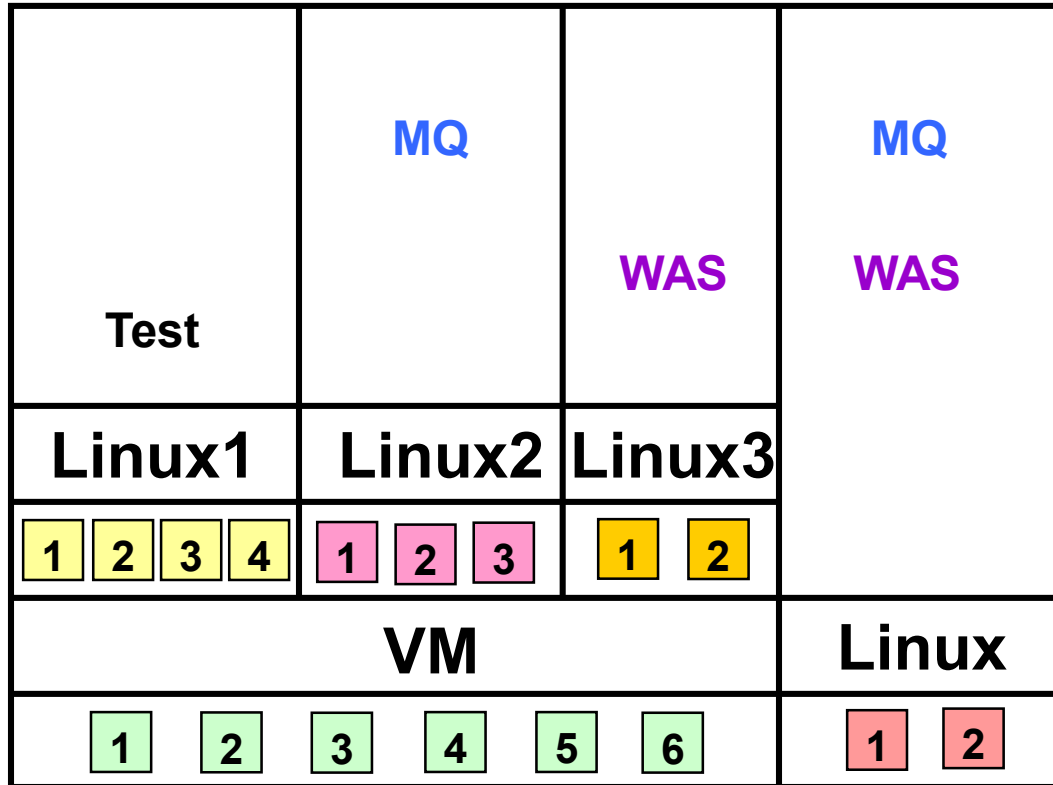 MQ MQ
WAS WAS
Test
Linux1 Linux2 Linux3
1 2 3 4 1 2 3 1 2
VM Linux
1 2 3 4 5 6 1 2